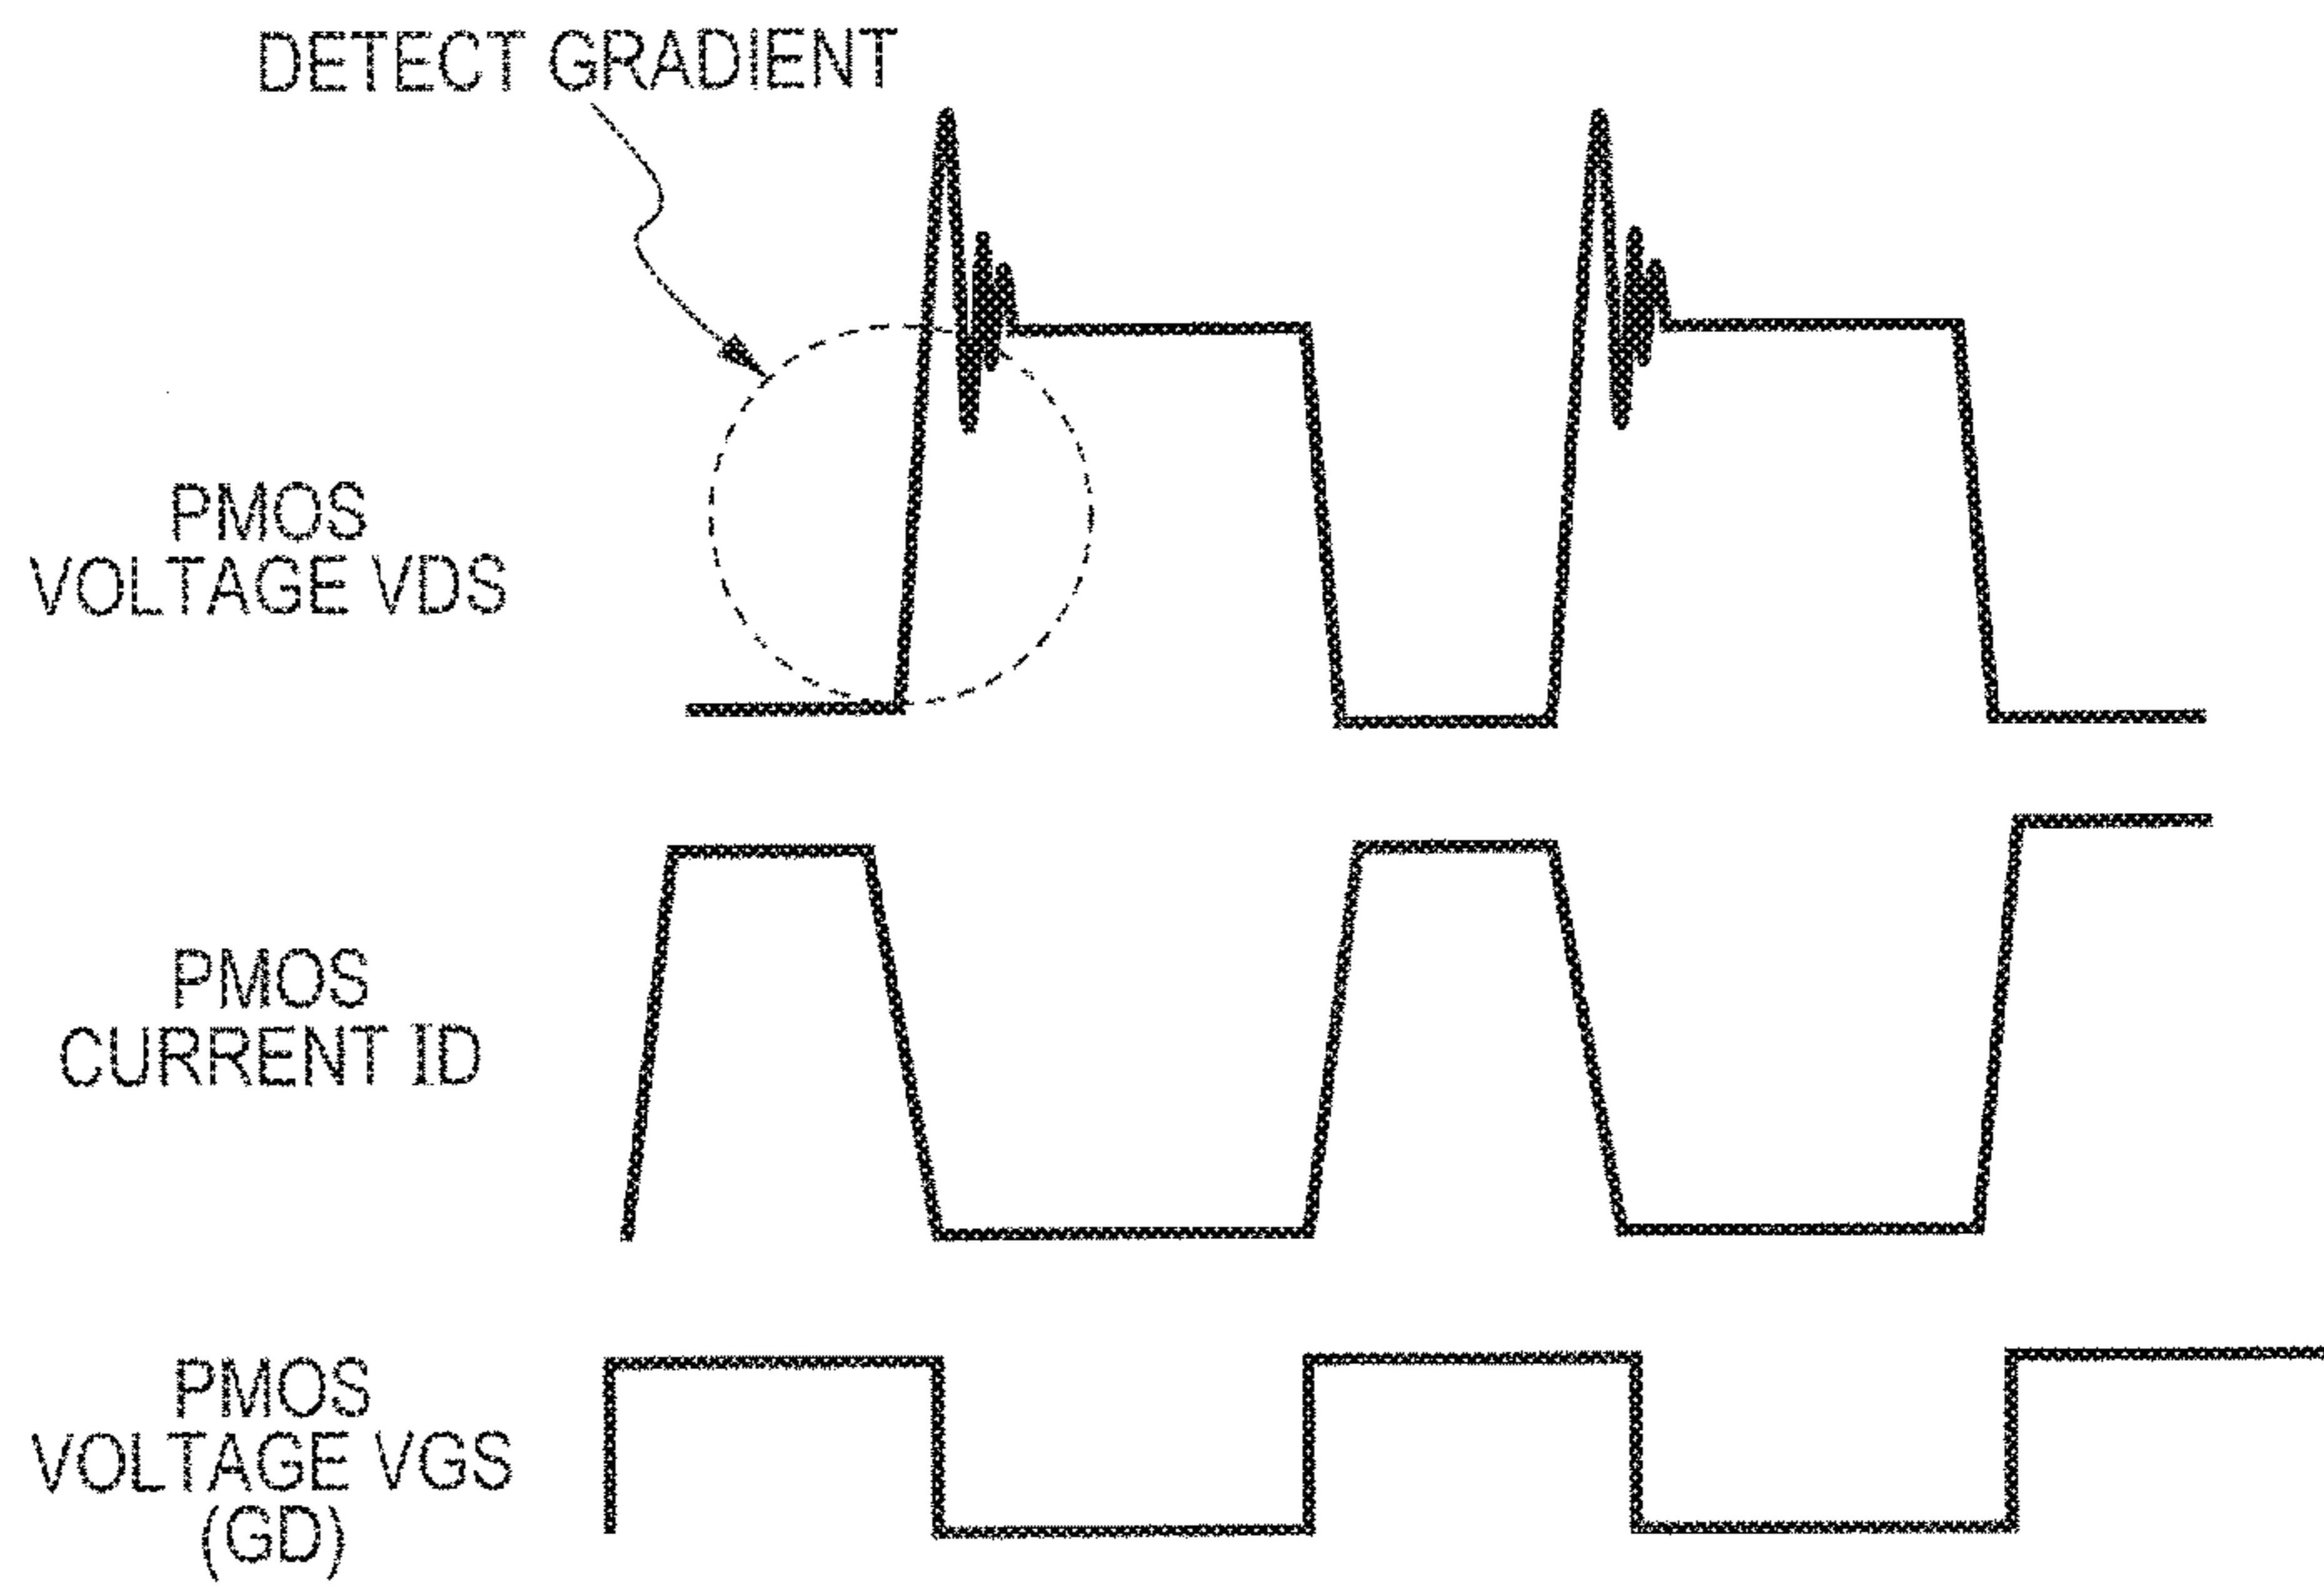 DETECT GRADIENT
PMOS
VOLTAGE VDS
PMOS
CURRENT ID
PMOS
VOLTAGE VGS
(GD)